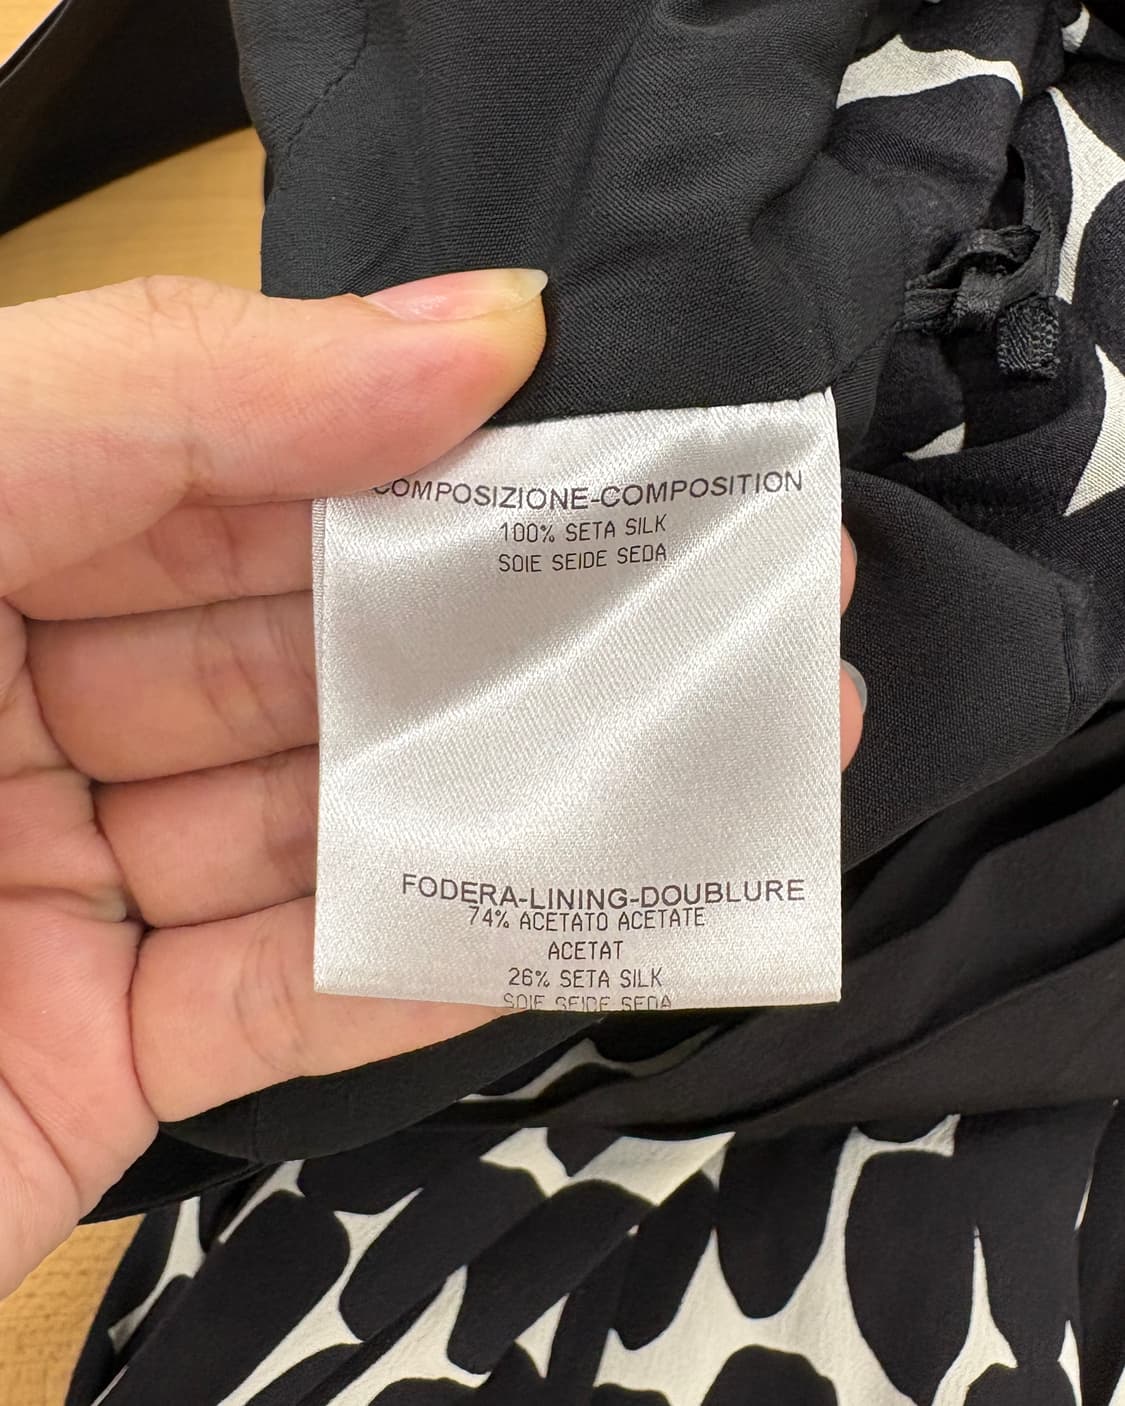 COMPOSIZIONE-COMPOSITION
100% SETA SILK
SOIE SEIDE SEDA
FODERA-LINING-DOUBLURE
74% ACETATO ACETATE
ACETAT
26% SETA SILK
SOIE SEIDE SEDA